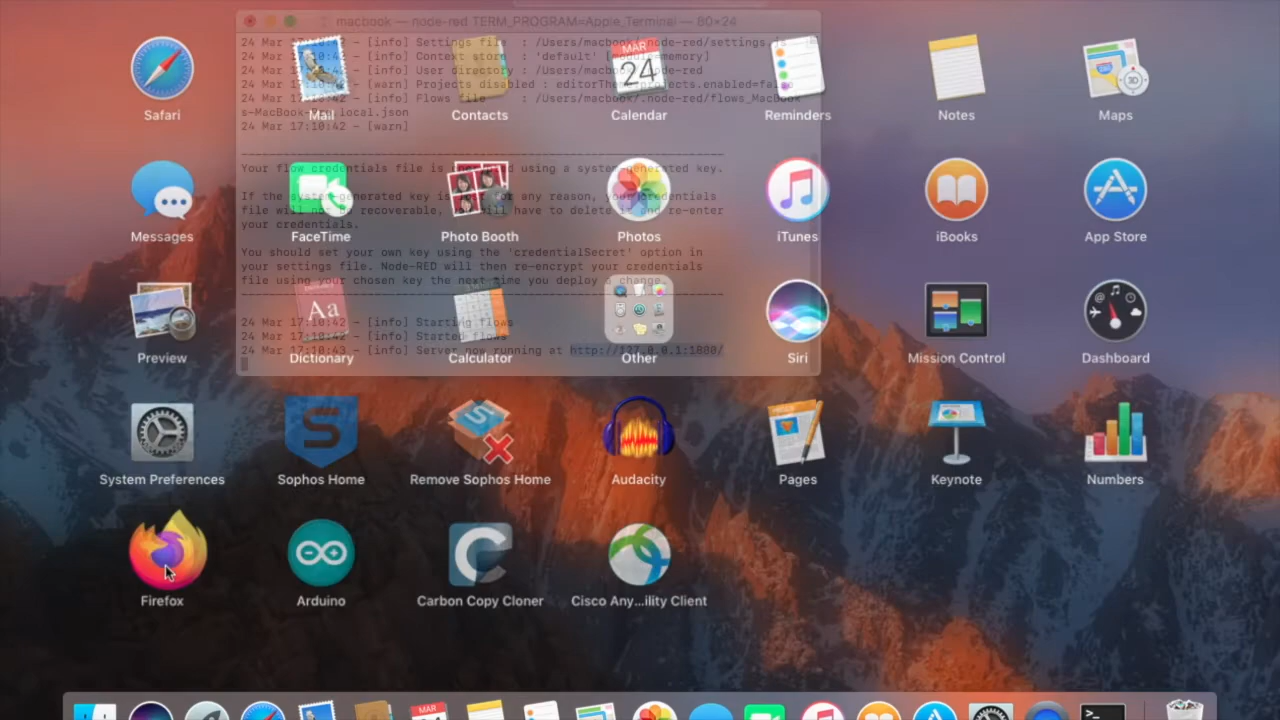 macbook — node-red TERM_PROGRAM=Apple_Terminal — 80×24
24 Mar 17:10:42 - [info] Settings file : /Users/macbook/.node-red/settings.js
24 Mar 17:10:42 - [info] Context store : 'default' [module=memory]
24 Mar 17:10:42 - [info] User directory : /Users/macbook/.node-red
24 Mar 17:10:42 - [warn] Projects disabled : editorTheme.projects.enabled=false
24 Mar 17:10:42 - [info] Flows file : /Users/macbook/.node-red/flows_MacBook
24 Mar 17:10:42 - [warn]
Safari
Mail
Contacts
MAR
24
Calendar
Reminders
Notes
3D
Maps
Your flow credentials file is encrypted using a system-generated key.
If the system-generated key is lost for any reason, your credentials
file will not be recoverable, you will have to delete it and re-enter
your credentials.
Messages
FaceTime
Photo Booth
Photos
iTunes
iBooks
App Store
You should set your own key using the 'credentialSecret' option in
your settings file. Node-RED will then re-encrypt your credentials
file using your chosen key the next time you deploy a change.
24 Mar 17:10:42 - [info] Starting flows
24 Mar 17:10:42 - [info] Started flows
24 Mar 17:10:43 - [info] Server now running at http://127.0.0.1:1880/
Aa
Preview
Dictionary
Calculator
Other
Siri
Mission Control
Dashboard
S
System Preferences
Sophos Home
Remove Sophos Home
Audacity
Pages
Keynote
Numbers
Firefox
Arduino
Carbon Copy Cloner
Cisco Any...ility Client
MAR